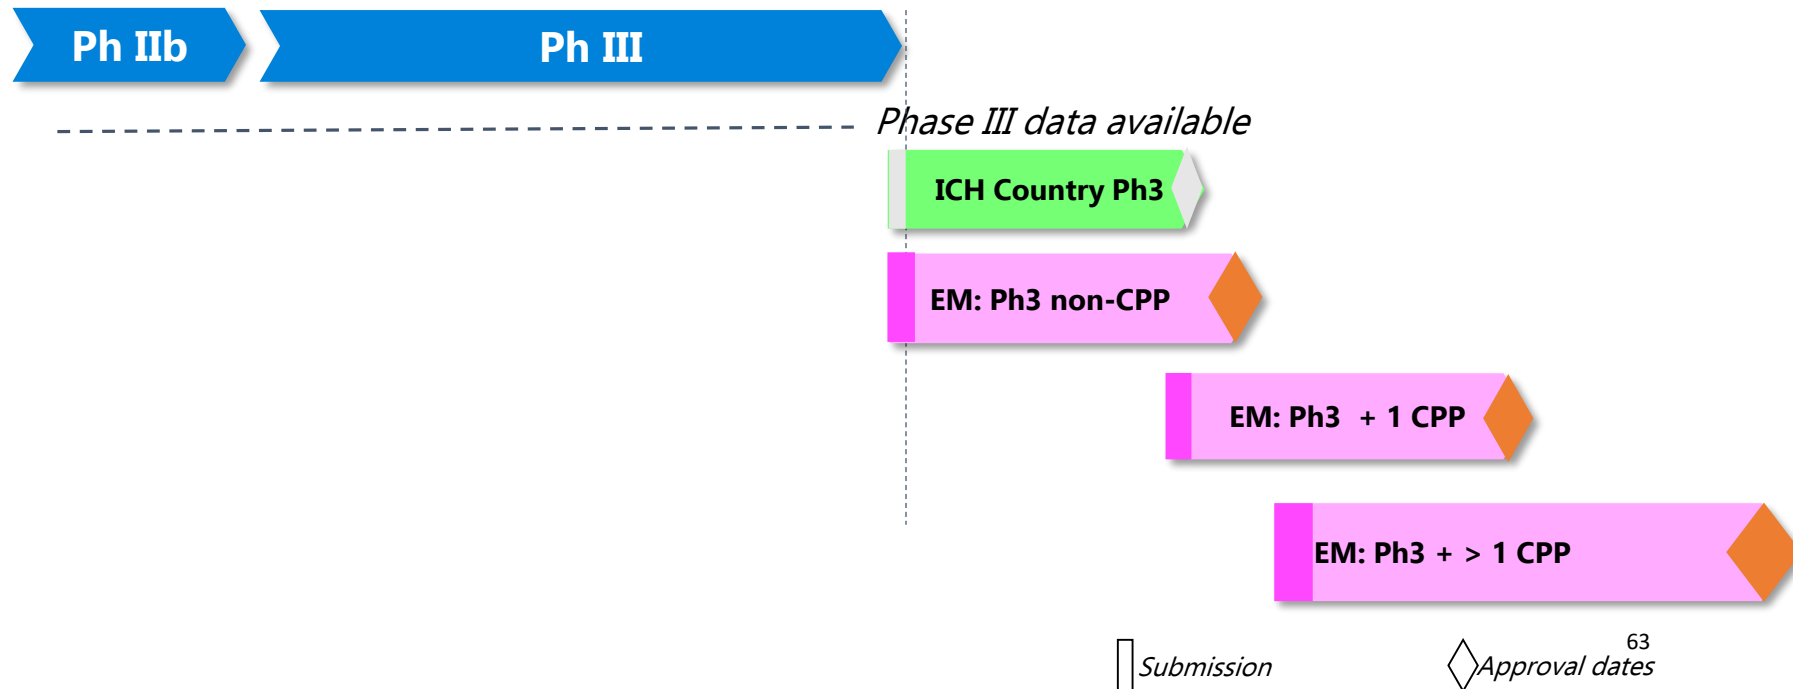 Ph IIb
Ph III
Phase III data available
ICH Country Ph3
EM: Ph3 non-CPP
EM: Ph3 + 1 CPP
EM: Ph3 + > 1 CPP
63
Submission
Approval dates